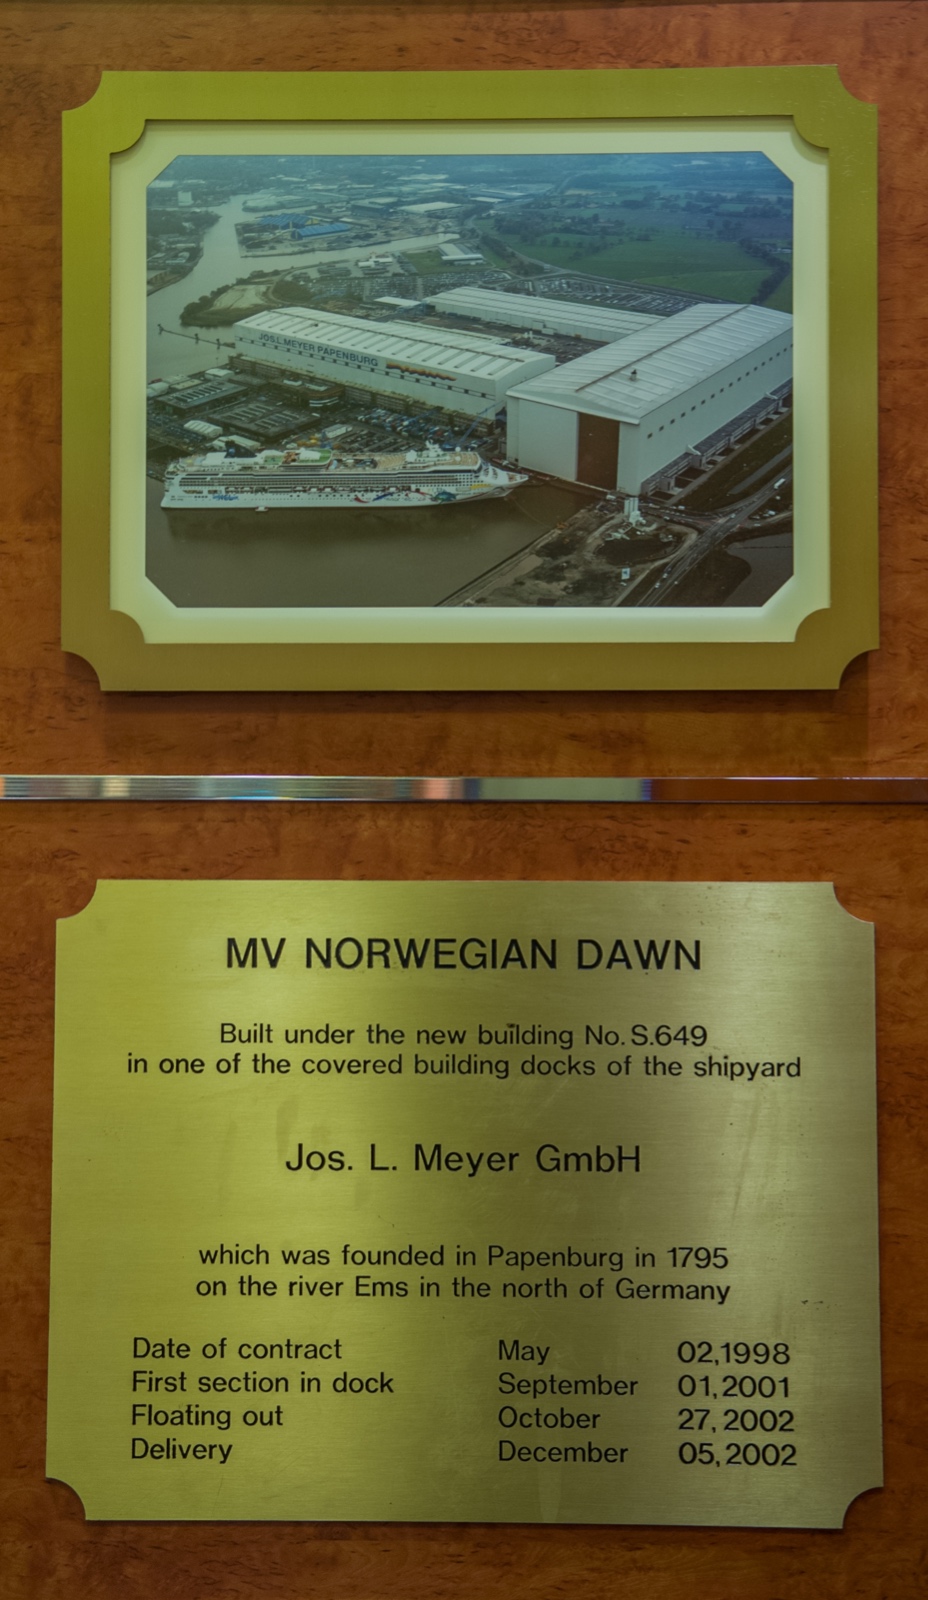 JOS.L.MEYER PAPENBURG
MV NORWEGIAN DAWN
Built under the new building No. S.649
in one of the covered building docks of the shipyard
Jos. L. Meyer GmbH
which was founded in Papenburg in 1795
on the river Ems in the north of Germany
Date of contract May 02,1998
First section in dock September 01,2001
Floating out October 27,2002
Delivery December 05,2002